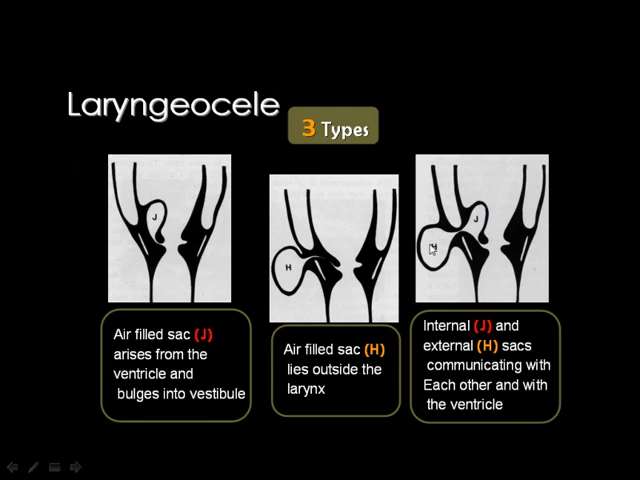 Laryngeocele
3 Types
J
H
J
H
Air filled sac (J)
arises from the
ventricle and
bulges into vestibule
Air filled sac (H)
lies outside the
larynx
Internal (J) and
external (H) sacs
communicating with
Each other and with
the ventricle